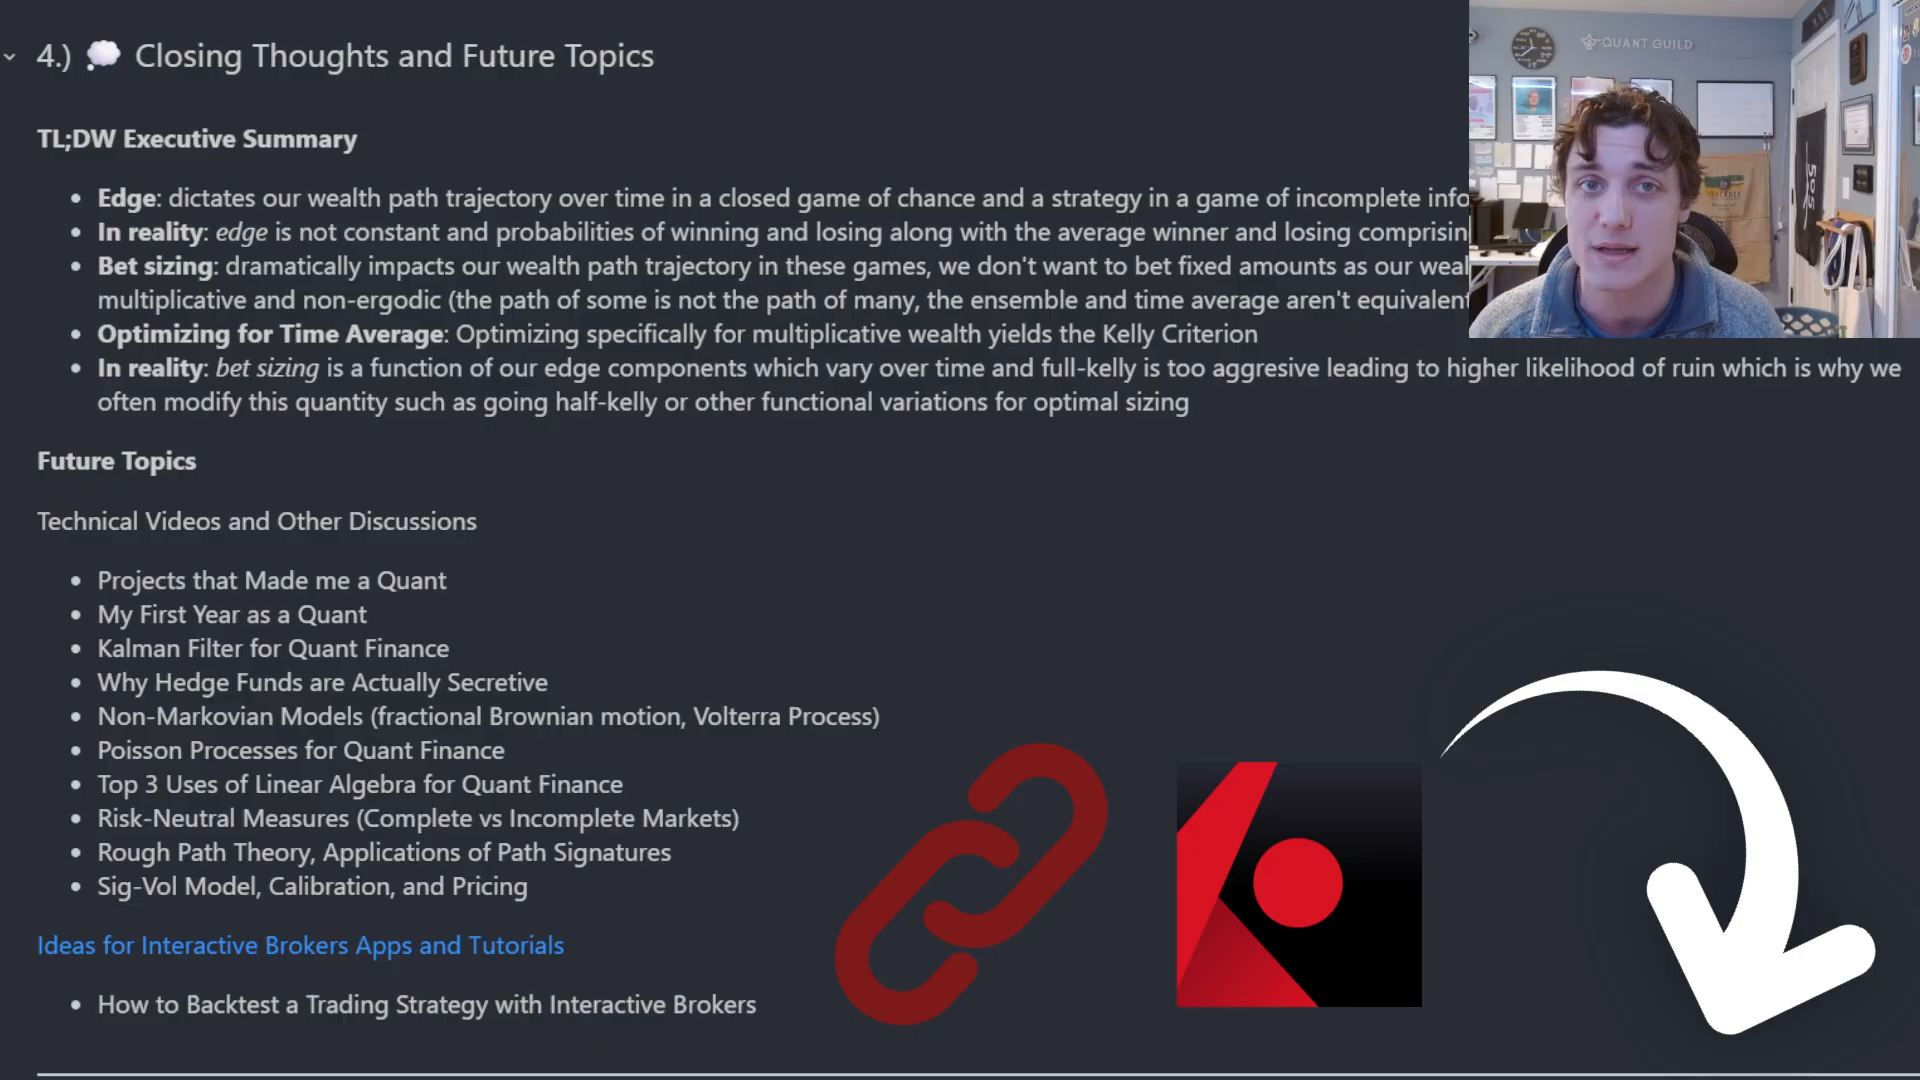 4.) Closing Thoughts and Future Topics
QUANT GUILD
TL;DW Executive Summary
Edge: dictates our wealth path trajectory over time in a closed game of chance and a strategy in a game of incomplete info
In reality: edge is not constant and probabilities of winning and losing along with the average winner and losing comprisin
Bet sizing: dramatically impacts our wealth path trajectory in these games, we don't want to bet fixed amounts as our weal
multiplicative and non-ergodic (the path of some is not the path of many, the ensemble and time average aren't equivalent
Optimizing for Time Average: Optimizing specifically for multiplicative wealth yields the Kelly Criterion
In reality: bet sizing is a function of our edge components which vary over time and full-kelly is too aggresive leading to higher likelihood of ruin which is why we
often modify this quantity such as going half-kelly or other functional variations for optimal sizing
Future Topics
Technical Videos and Other Discussions
Projects that Made me a Quant
My First Year as a Quant
Kalman Filter for Quant Finance
Why Hedge Funds are Actually Secretive
Non-Markovian Models (fractional Brownian motion, Volterra Process)
Poisson Processes for Quant Finance
Top 3 Uses of Linear Algebra for Quant Finance
Risk-Neutral Measures (Complete vs Incomplete Markets)
Rough Path Theory, Applications of Path Signatures
Sig-Vol Model, Calibration, and Pricing
Ideas for Interactive Brokers Apps and Tutorials
How to Backtest a Trading Strategy with Interactive Brokers